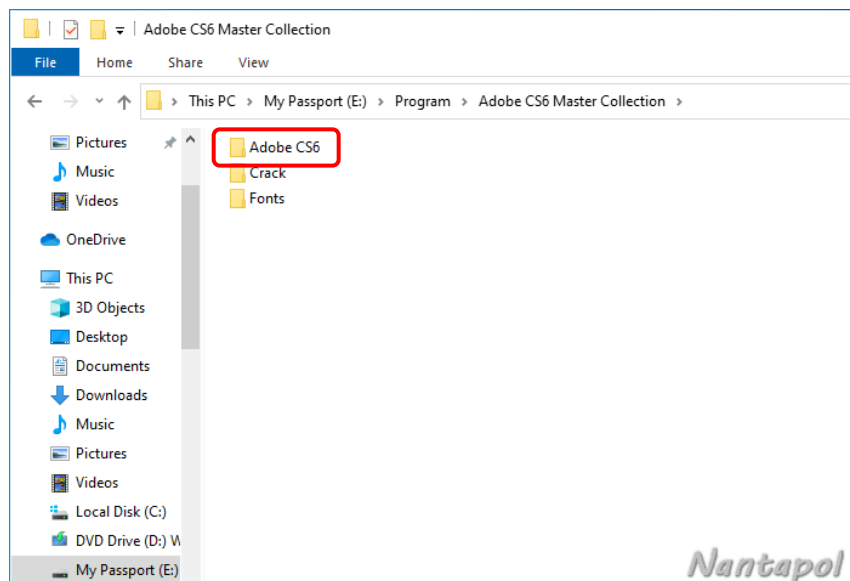 Adobe CS6 Master Collection
File Home Share View
This PC > My Passport (E:) > Program > Adobe CS6 Master Collection >
Pictures
Music
Videos
OneDrive
This PC
3D Objects
Desktop
Documents
Downloads
Music
Pictures
Videos
Local Disk (C:)
DVD Drive (D:) W
My Passport (E:)
Adobe CS6
Crack
Fonts
Nantapol